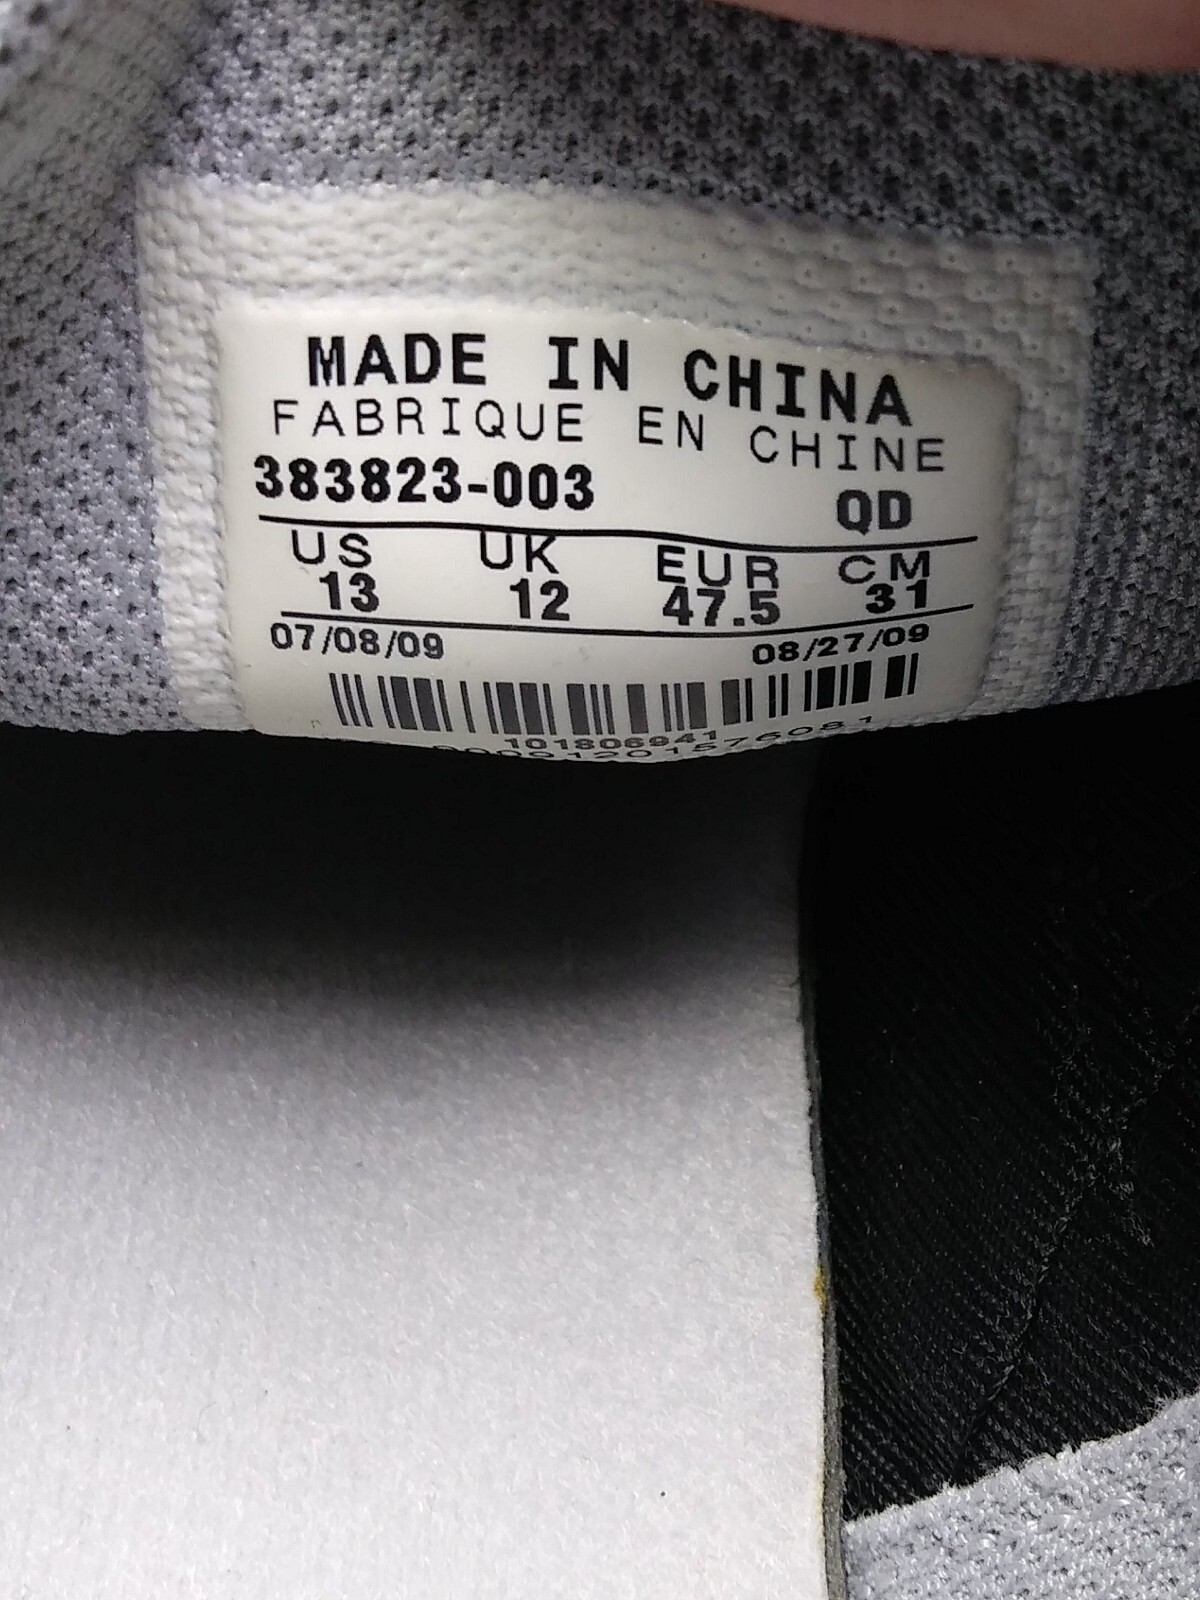 MADE IN CHINA
FABRIQUE EN CHINE
383823-003 QD
US UK EUR CM
13 12 47.5 31
07/08/09 08/27/09
101806941